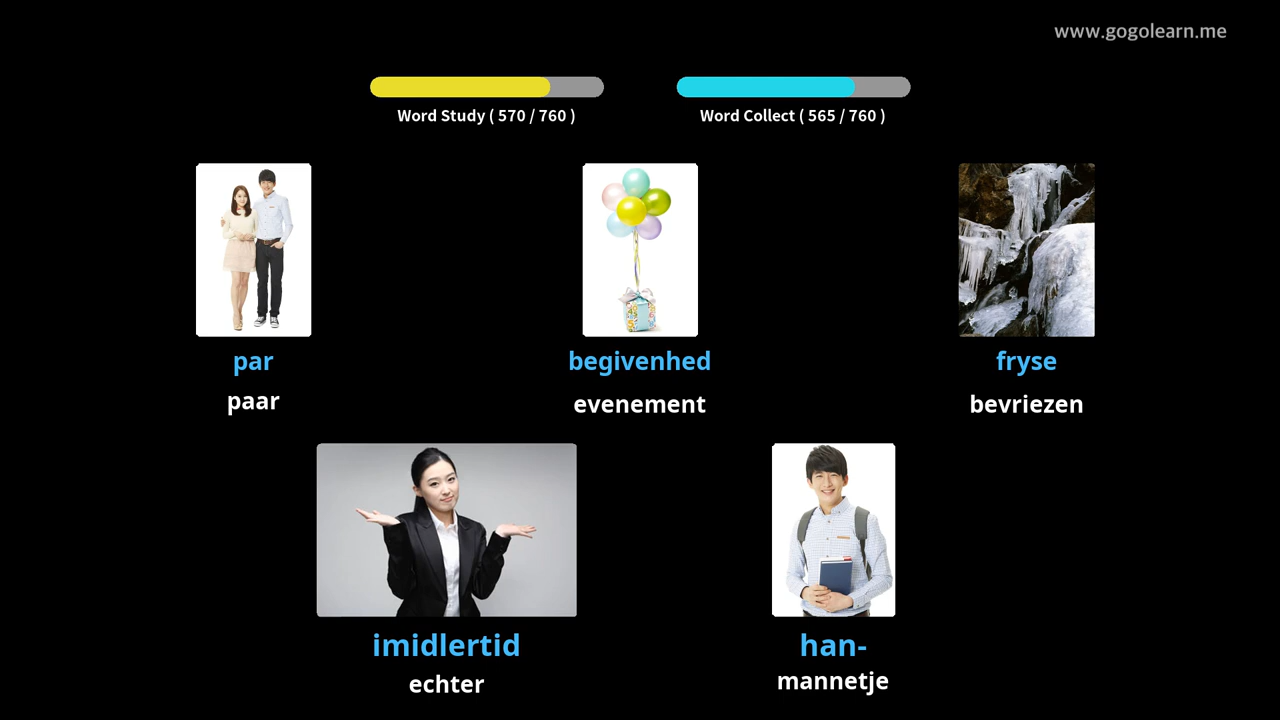 www.gogolearn.me
Word Study ( 570 / 760 )
Word Collect ( 565 / 760 )
par
paar
begivenhed
evenement
fryse
bevriezen
imidlertid
echter
han-
mannetje